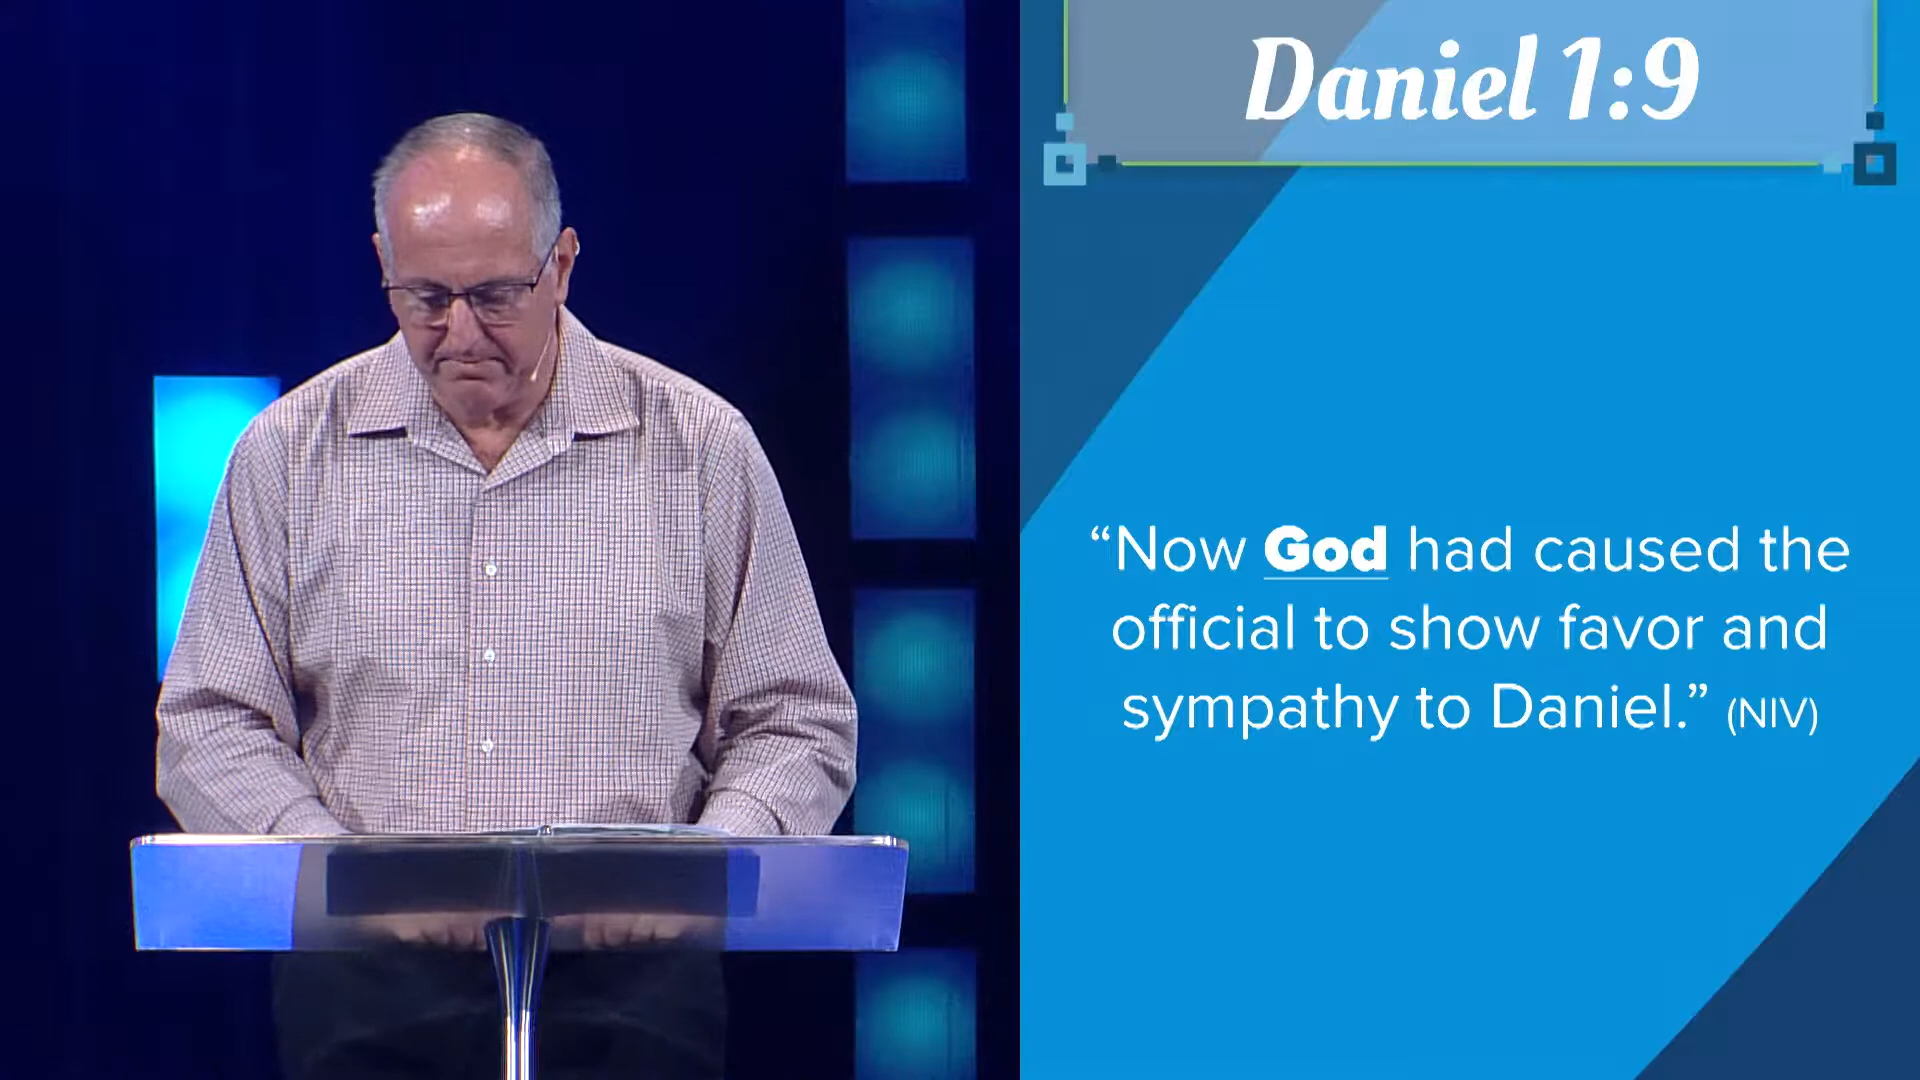 Daniel 1:9
“Now God had caused the
official to show favor and
sympathy to Daniel.” (NIV)